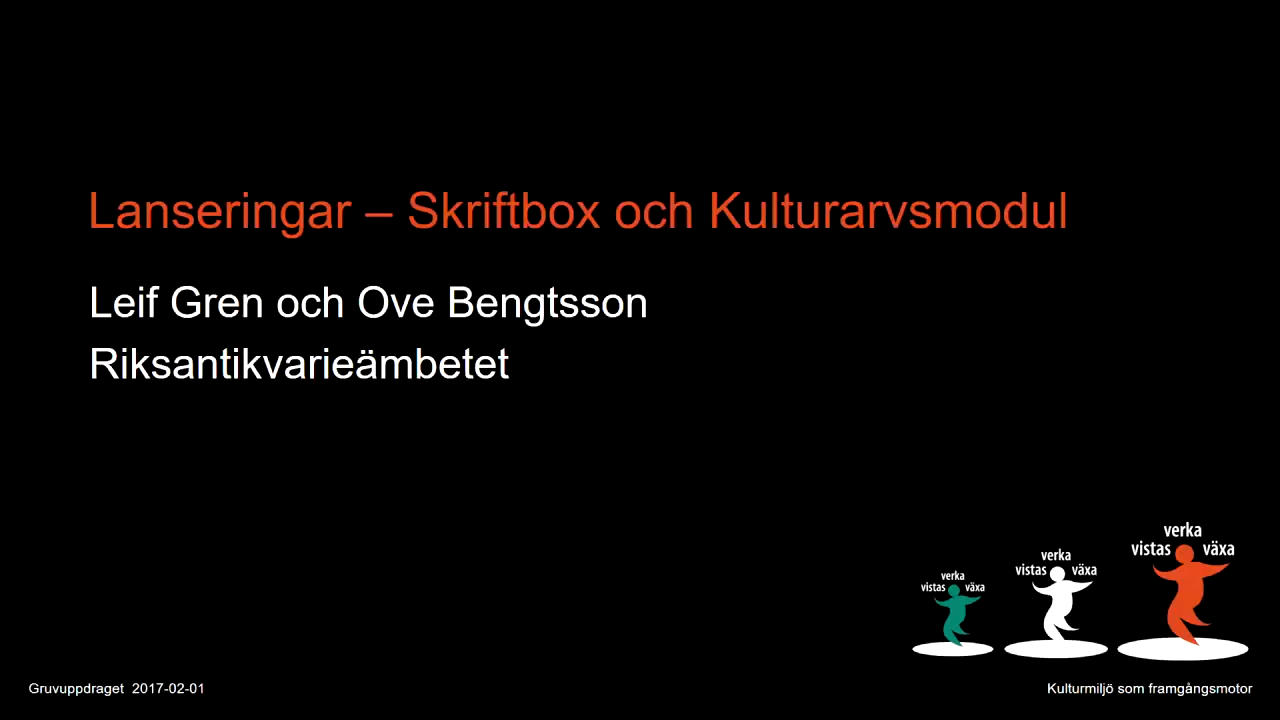 Lanseringar – Skriftbox och Kulturarvsmodul
Leif Gren och Ove Bengtsson
Riksantikvarieämbetet
verka
vistas växa
verka
vistas växa
verka
vistas växa
Gruvuppdraget 2017-02-01
Kulturmiljö som framgångsmotor